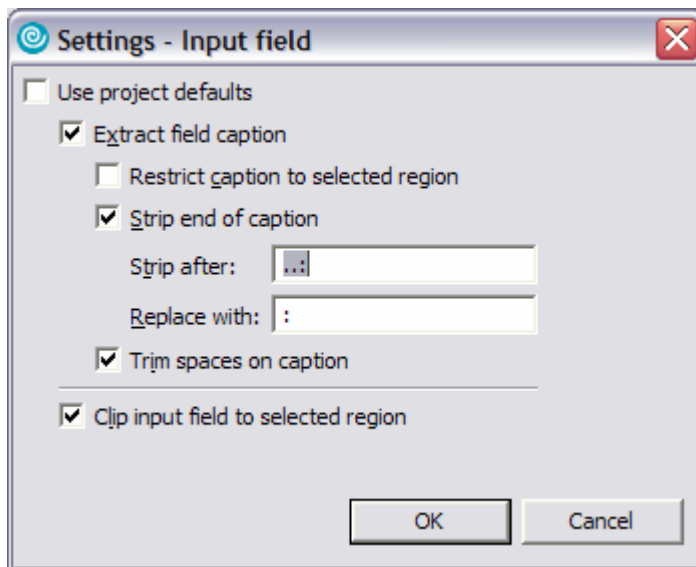 Settings - Input field
Use project defaults
Extract field caption
Restrict caption to selected region
Strip end of caption
Strip after: ..:
Replace with: :
Trim spaces on caption
Clip input field to selected region
OK Cancel